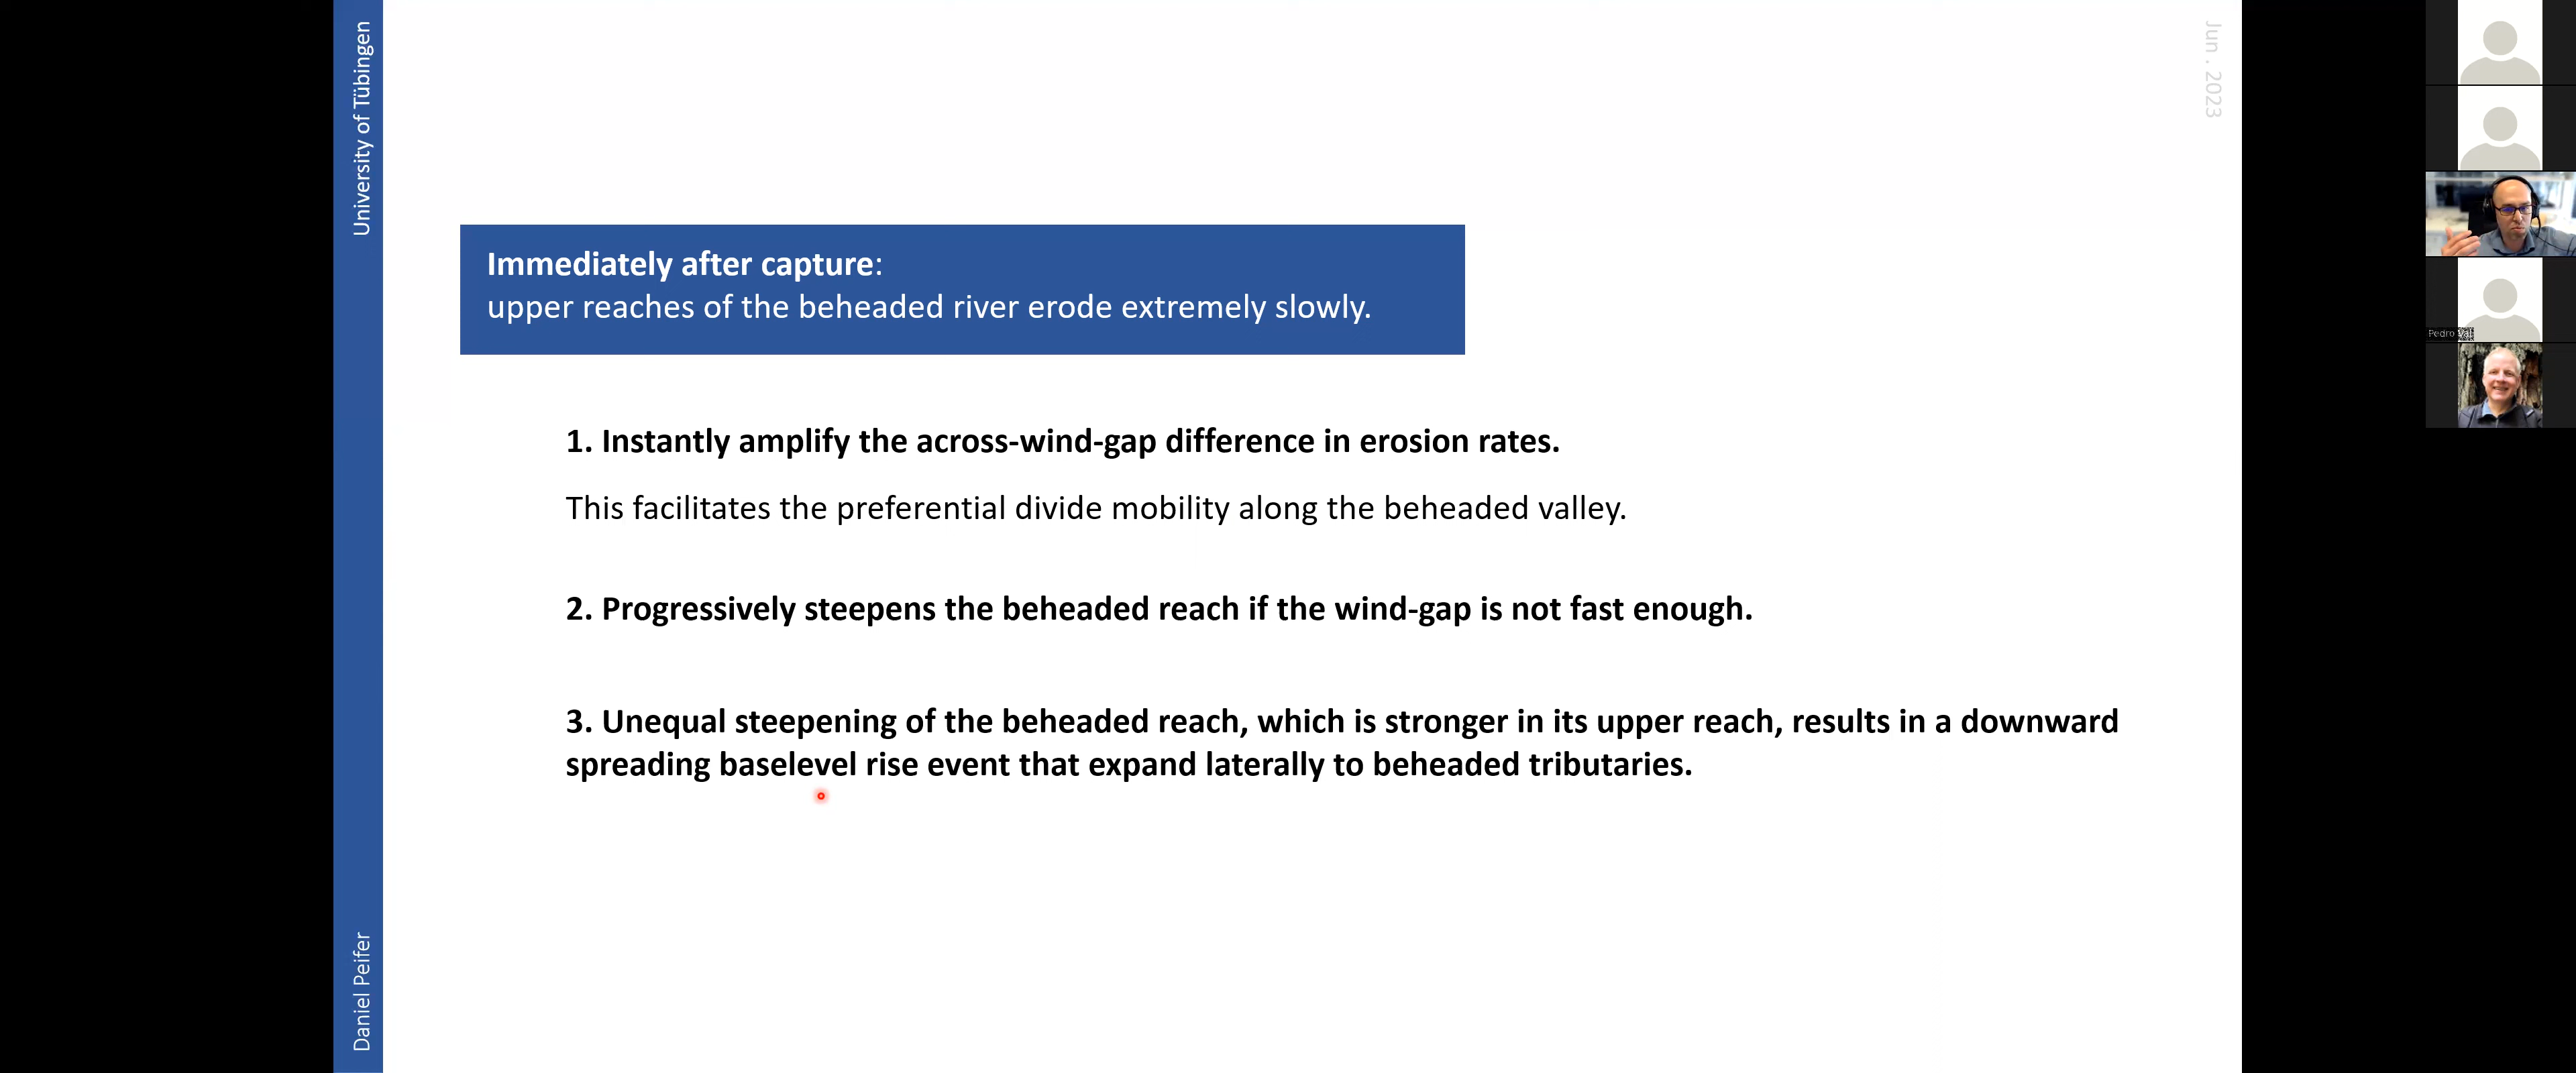 University of Tübingen
Jun . 2023
Immediately after capture:
upper reaches of the beheaded river erode extremely slowly.
1. Instantly amplify the across-wind-gap difference in erosion rates.
This facilitates the preferential divide mobility along the beheaded valley.
2. Progressively steepens the beheaded reach if the wind-gap is not fast enough.
3. Unequal steepening of the beheaded reach, which is stronger in its upper reach, results in a downward
spreading baselevel rise event that expand laterally to beheaded tributaries.
Daniel Peifer
Pedro